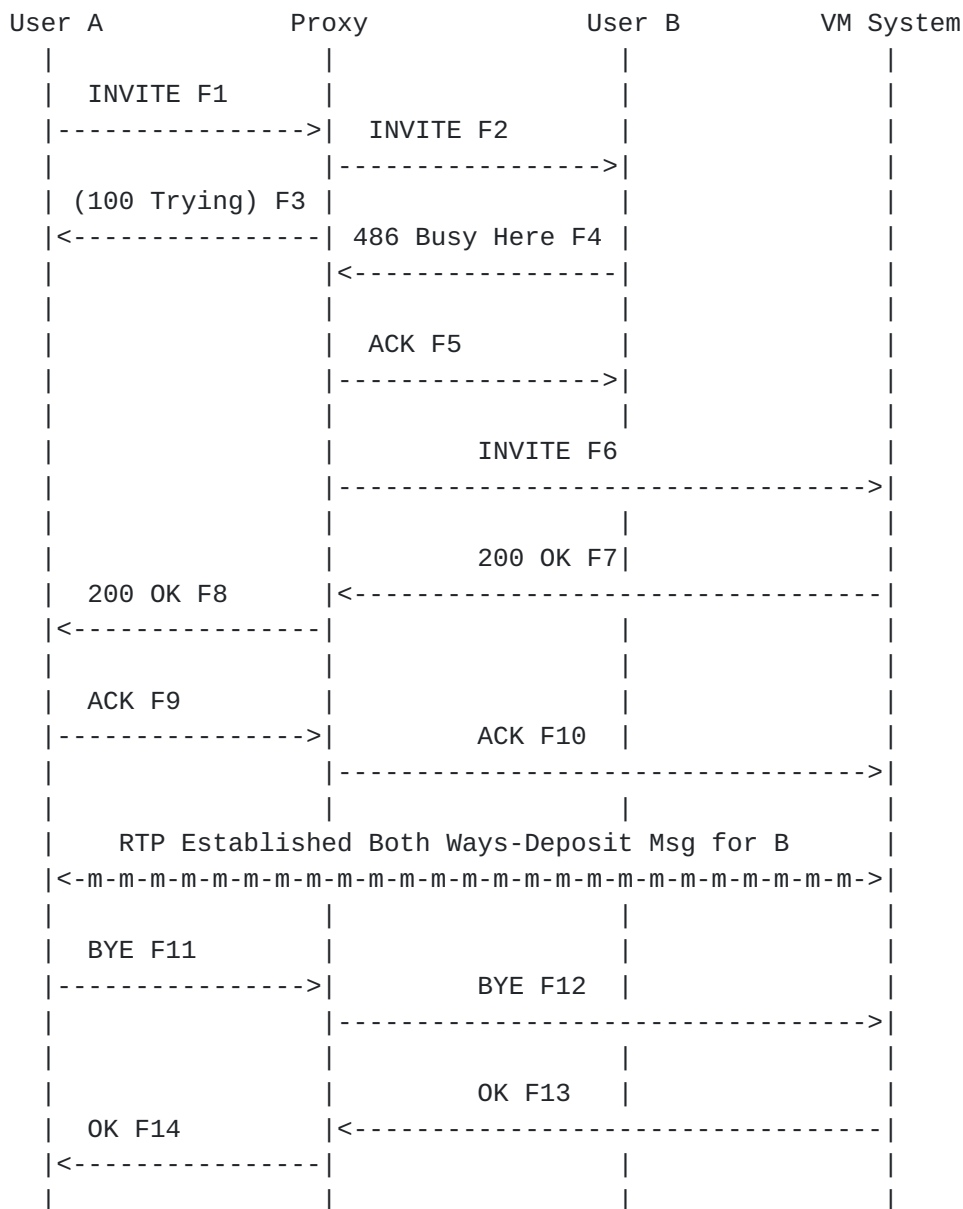 User A Proxy User B VM System
INVITE F1
INVITE F2
(100 Trying) F3
486 Busy Here F4
ACK F5
INVITE F6
200 OK F7
200 OK F8
ACK F9
ACK F10
RTP Established Both Ways-Deposit Msg for B
<-m-m-m-m-m-m-m-m-m-m-m-m-m-m-m-m-m-m-m-m-m-m-m-m-m-m->
BYE F11
BYE F12
OK F13
OK F14